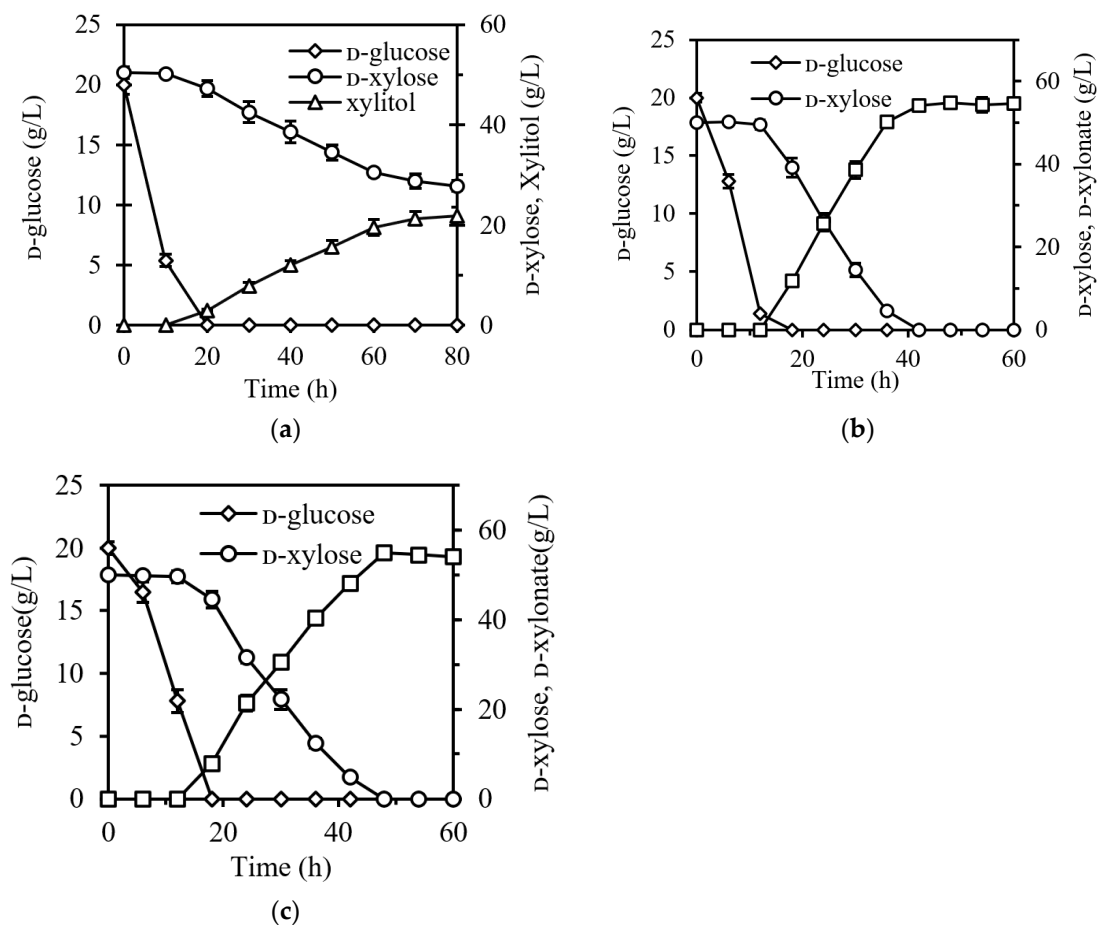 25
20
15
10
5
0
D-glucose (g/L)
ᴅ-glucose
ᴅ-xylose
xylitol
60
40
20
0
ᴅ-xylose, Xylitol (g/L)
0 20 40 60 80
Time (h)
(a)
25
20
15
10
5
0
ᴅ-glucose (g/L)
ᴅ-glucose
ᴅ-xylose
60
40
20
0
ᴅ-xylose, ᴅ-xylonate (g/L)
0 20 40 60
Time (h)
(b)
25
20
15
10
5
0
ᴅ-glucose(g/L)
ᴅ-glucose
ᴅ-xylose
60
40
20
0
ᴅ-xylose, ᴅ-xylonate(g/L)
0 20 40 60
Time (h)
(c)